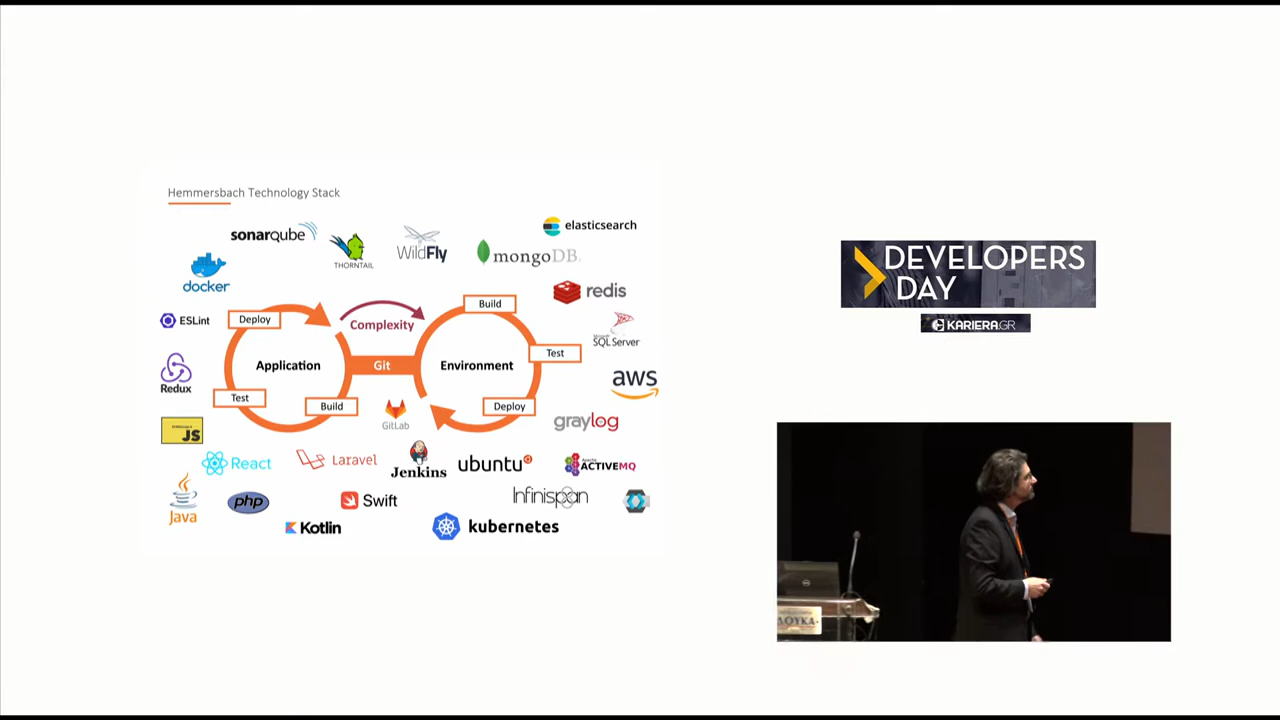 Hemmersbach Technology Stack
elasticsearch
sonarqube
THORNTAIL
WildFly
mongoDB.
docker
redis
Build
ESLint
Deploy
Complexity
SQL Server
Test
Application
Git
Environment
aws
Redux
Test
Build
Deploy
GitLab
graylog
JS
React
Laravel
Jenkins
ubuntu
Apache
ACTIVEMQ
Java
php
Swift
Infinispan
Kotlin
kubernetes
DEVELOPERS
DAY
KARIERA.GR
ΔΟΥΚΑ